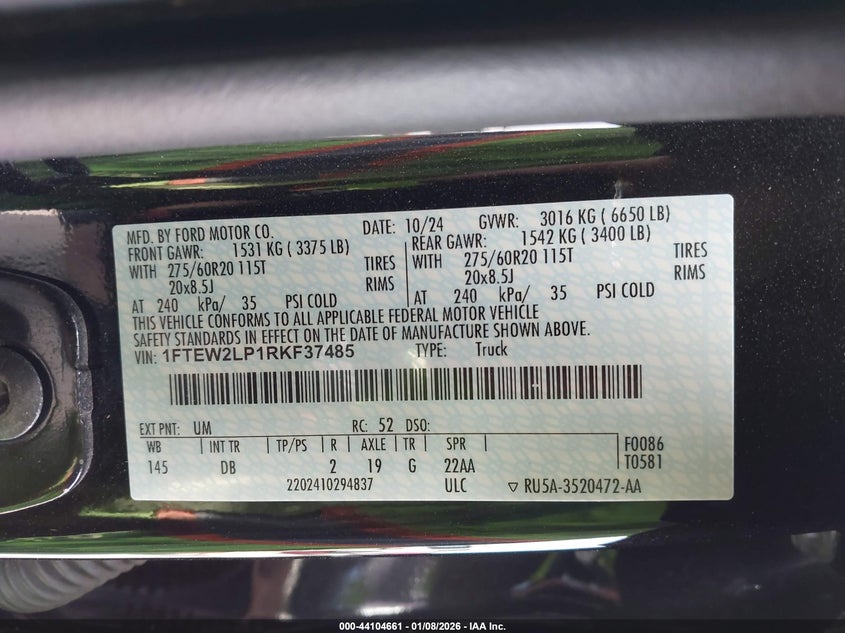 MFD. BY FORD MOTOR CO. DATE: 10/24 GVWR: 3016 KG ( 6650 LB)
FRONT GAWR: 1531 KG ( 3375 LB) REAR GAWR: 1542 KG ( 3400 LB)
WITH 275/60R20 115T TIRES WITH 275/60R20 115T TIRES
20x8.5J RIMS 20x8.5J RIMS
AT 240 kPa/ 35 PSI COLD AT 240 kPa/ 35 PSI COLD
THIS VEHICLE CONFORMS TO ALL APPLICABLE FEDERAL MOTOR VEHICLE
SAFETY STANDARDS IN EFFECT ON THE DATE OF MANUFACTURE SHOWN ABOVE.
VIN: 1FTEW2LP1RKF37485 TYPE: Truck
EXT PNT: UM RC: 52 DSO:
WB INT TR TP/PS R AXLE TR SPR F0086
145 DB 2 19 G 22AA T0581
2202410294837 ULC ▽ RU5A-3520472-AA
000-44104661 - 01/08/2026 - IAA Inc.